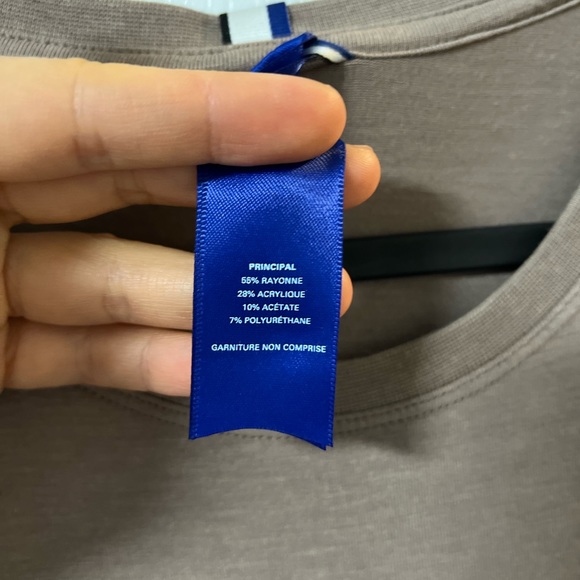 PRINCIPAL
55% RAYONNE
28% ACRYLIQUE
10% ACÉTATE
7% POLYURÉTHANE
GARNITURE NON COMPRISE